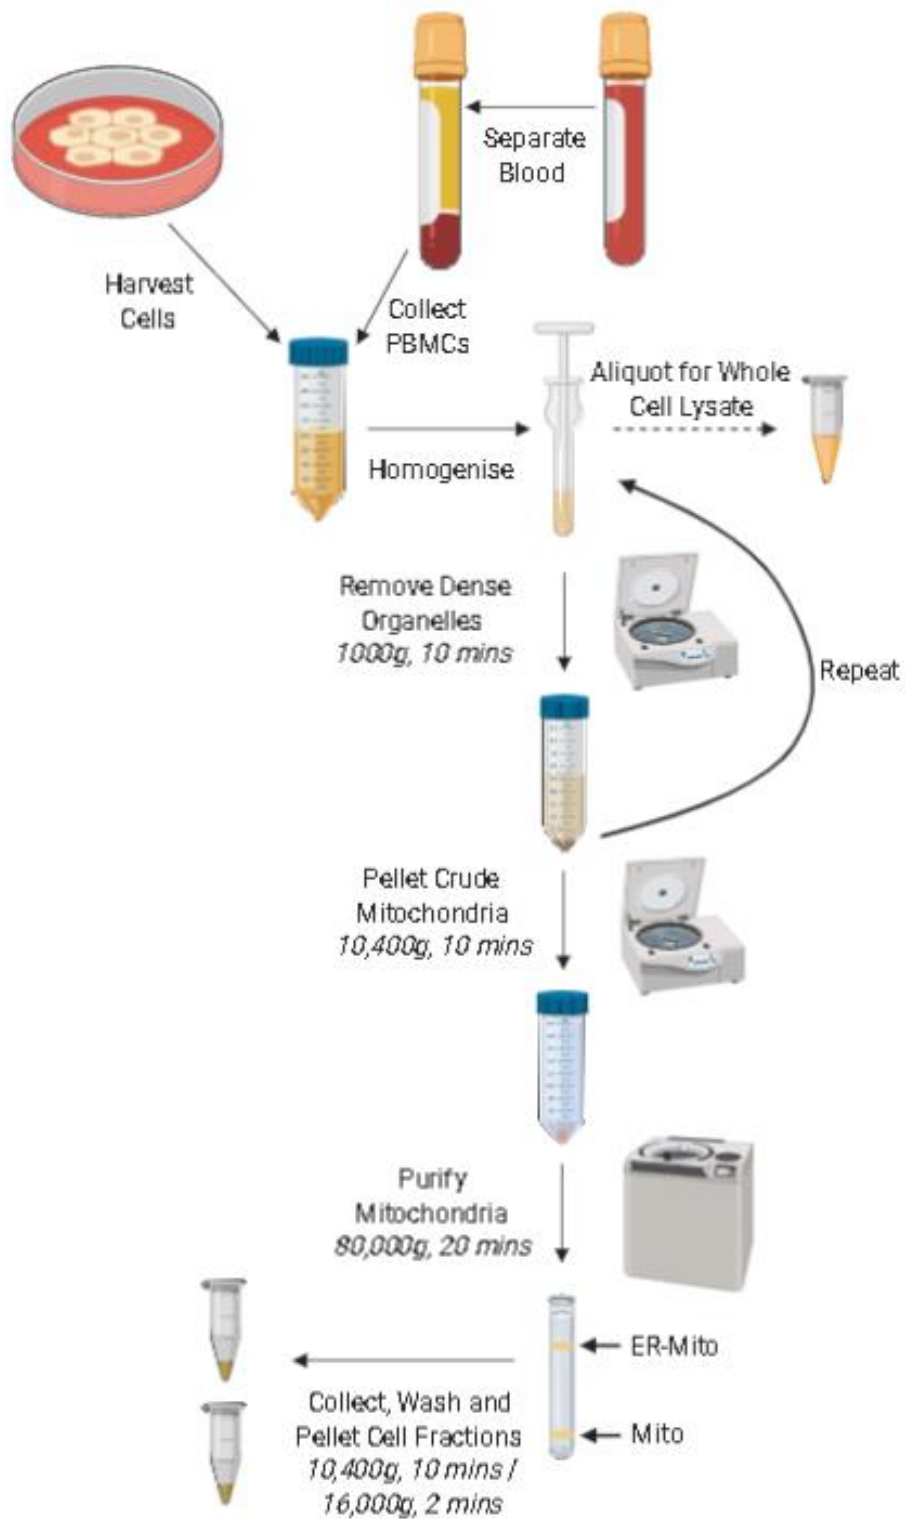 Separate
Blood
Harvest
Cells
Collect
PBMCs
Aliquot for Whole
Cell Lysate
Homogenise
Remove Dense
Organelles
1000g, 10 mins
Repeat
Pellet Crude
Mitochondria
10,400g, 10 mins
Purify
Mitochondria
80,000g, 20 mins
ER-Mito
Collect, Wash and
Pellet Cell Fractions
10,400g, 10 mins /
16,000g, 2 mins
Mito